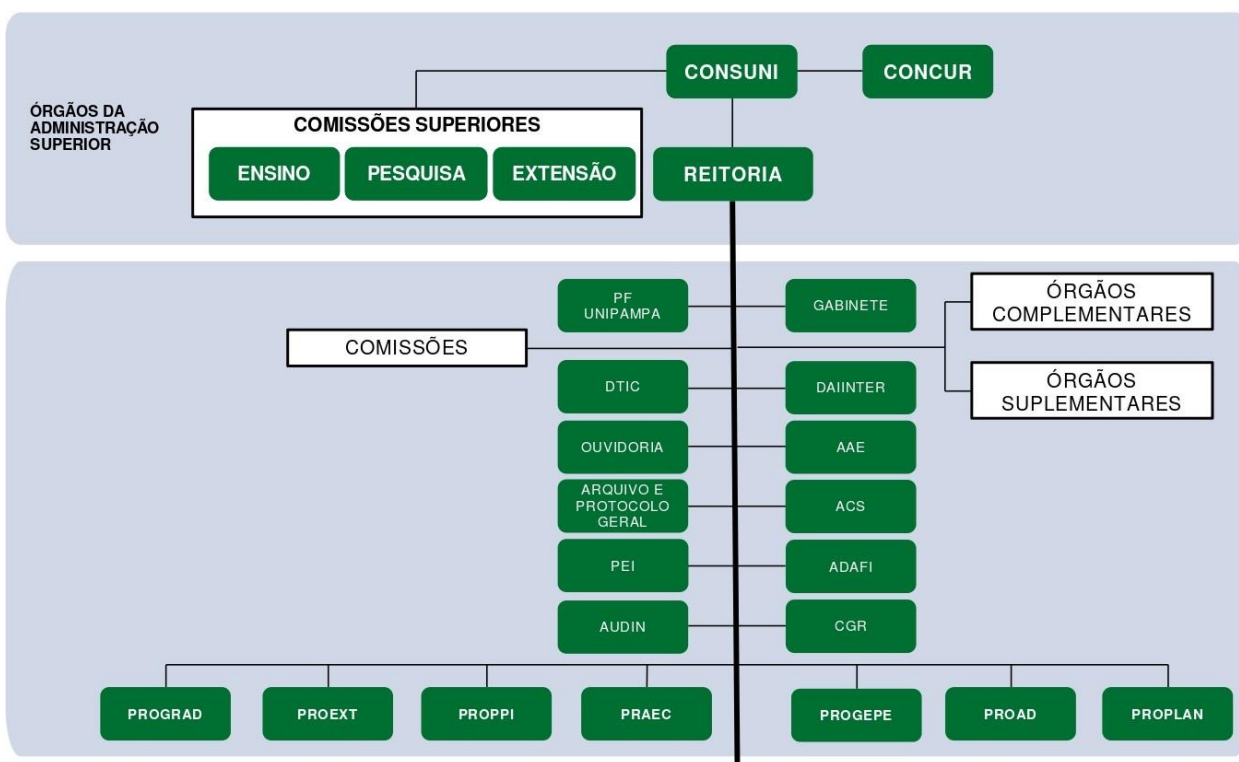 CONSUNI
CONCUR
ÓRGÃOS DA
ADMINISTRAÇÃO
SUPERIOR
COMISSÕES SUPERIORES
ENSINO
PESQUISA
EXTENSÃO
REITORIA
PF
UNIPAMPA
GABINETE
ÓRGÃOS
COMPLEMENTARES
COMISSÕES
DTIC
DAIINTER
ÓRGÃOS
SUPLEMENTARES
OUVIDORIA
AAE
ARQUIVO E
PROTOCOLO
GERAL
ACS
PEI
ADAFI
AUDIN
CGR
PROGRAD
PROEXT
PROPPI
PRAEC
PROGEPE
PROAD
PROPLAN